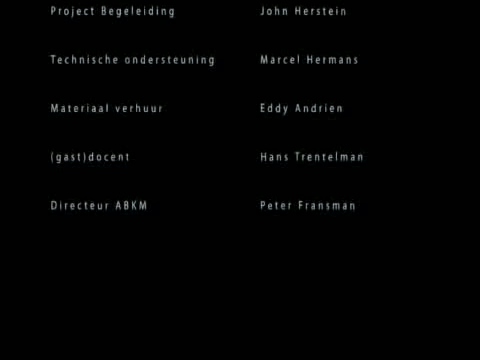 Project Begeleiding John Herstein
Technische ondersteuning Marcel Hermans
Materiaal verhuur Eddy Andrien
(gast)docent Hans Trentelman
Directeur ABKM Peter Fransman